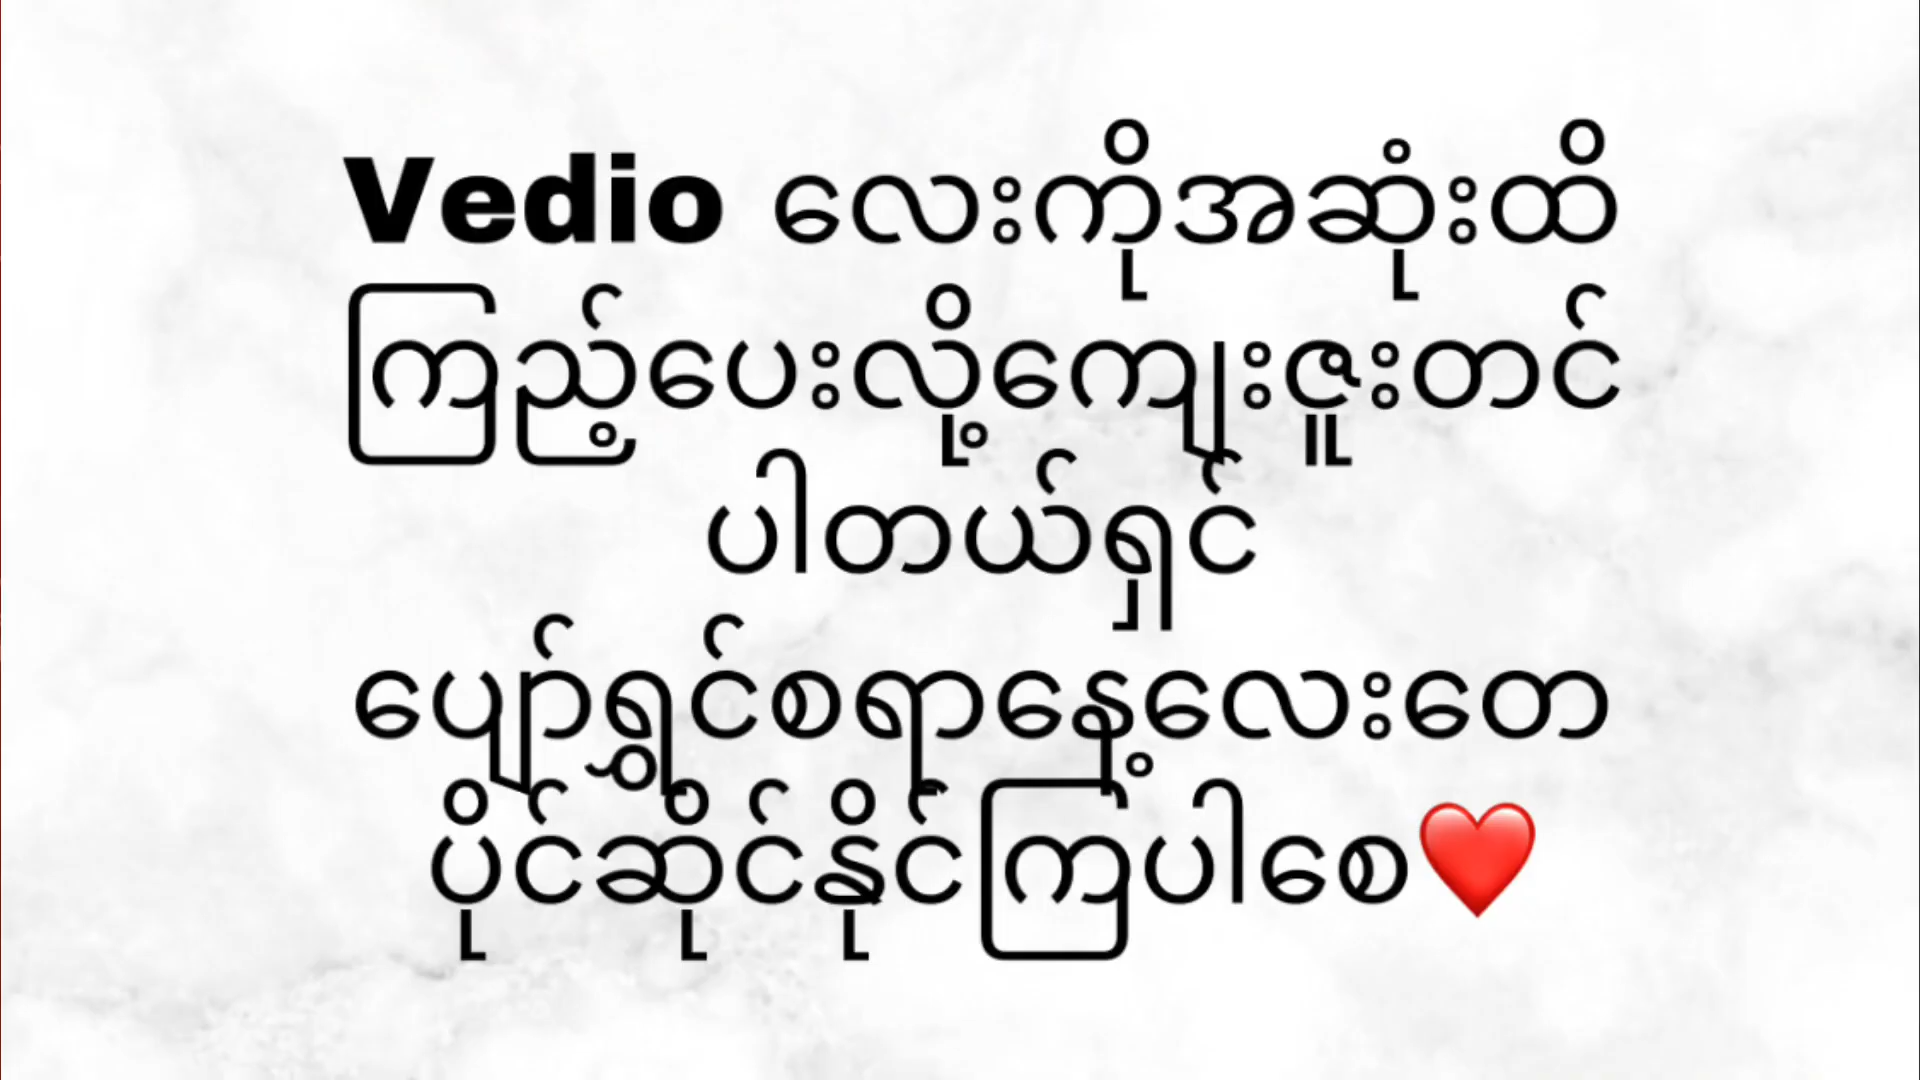 Vedio လေးကိုအဆုံးထိ
ကြည့်ပေးလို့ကျေးဇူးတင်
ပါတယ်ရှင်
ပျော်ရွှင်စရာနေ့လေးတေ
ပိုင်ဆိုင်နိုင်ကြပါစေ❤️